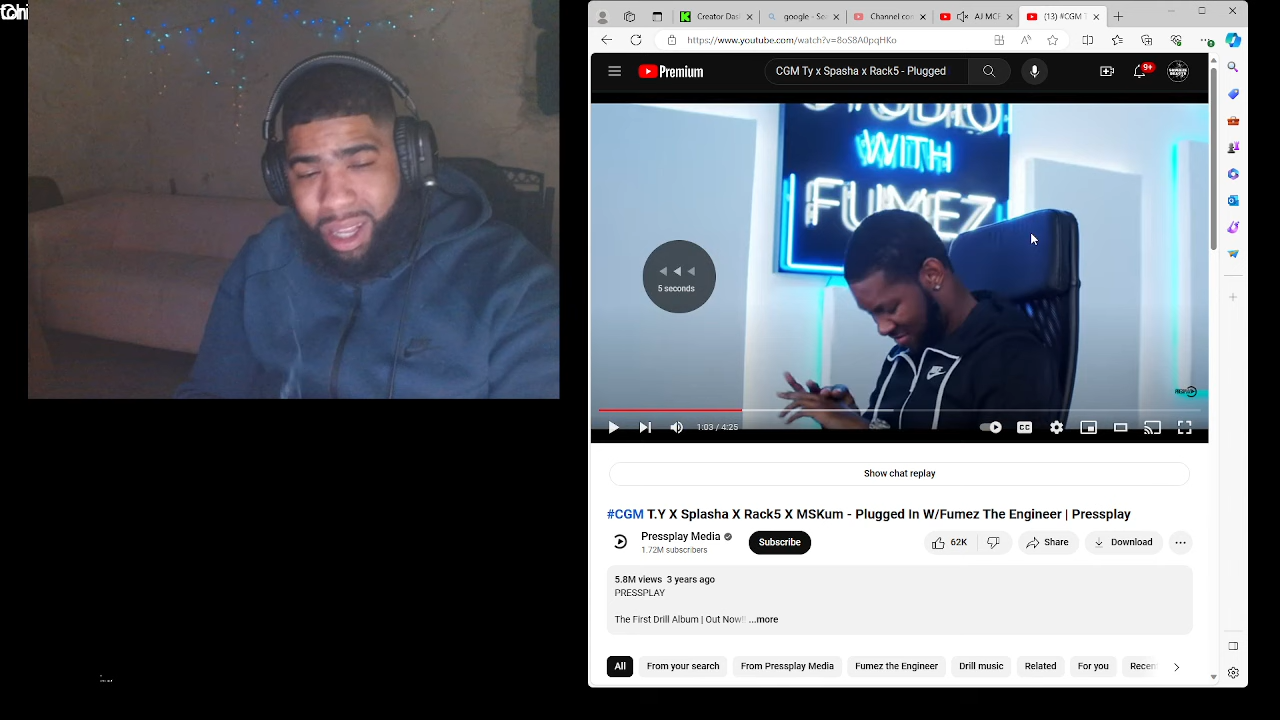 Creator Das
google - Se
Channel con
AJ MCF
(13) #CGM T
https://www.youtube.com/watch?v=8oS8A0pqHKo
Premium
CGM Ty x Spasha x Rack5 - Plugged
9+
STUDIO
WITH
FUMEZ
5 seconds
1:03 / 4:25
CC
Show chat replay
#CGM T.Y X Splasha X Rack5 X MSKum - Plugged In W/Fumez The Engineer | Pressplay
Pressplay Media
1.72M subscribers
Subscribe
62K
Share
Download
5.8M views 3 years ago
PRESSPLAY
The First Drill Album | Out Now!! ...more
All
From your search
From Pressplay Media
Fumez the Engineer
Drill music
Related
For you
Recen